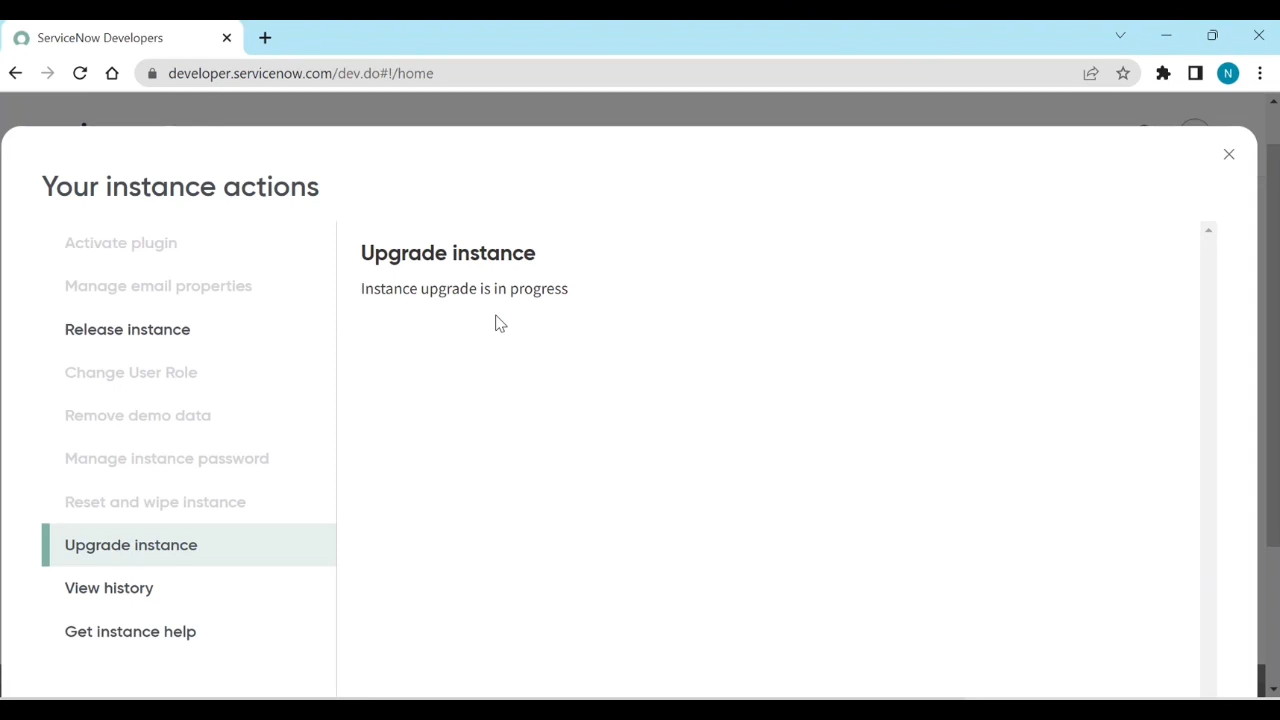 ServiceNow Developers
developer.servicenow.com/dev.do#!/home
N
Your instance actions
Activate plugin
Manage email properties
Release instance
Change User Role
Remove demo data
Manage instance password
Reset and wipe instance
Upgrade instance
View history
Get instance help
Upgrade instance
Instance upgrade is in progress